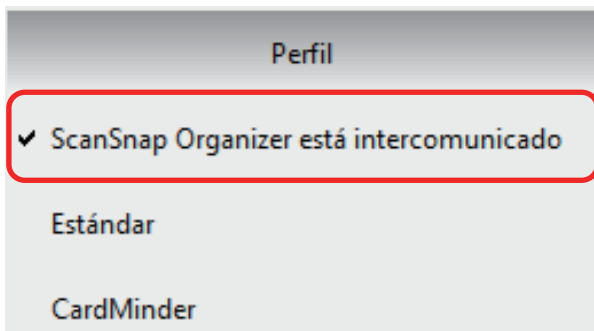 Perfil
ScanSnap Organizer está intercomunicado
Estándar
CardMinder